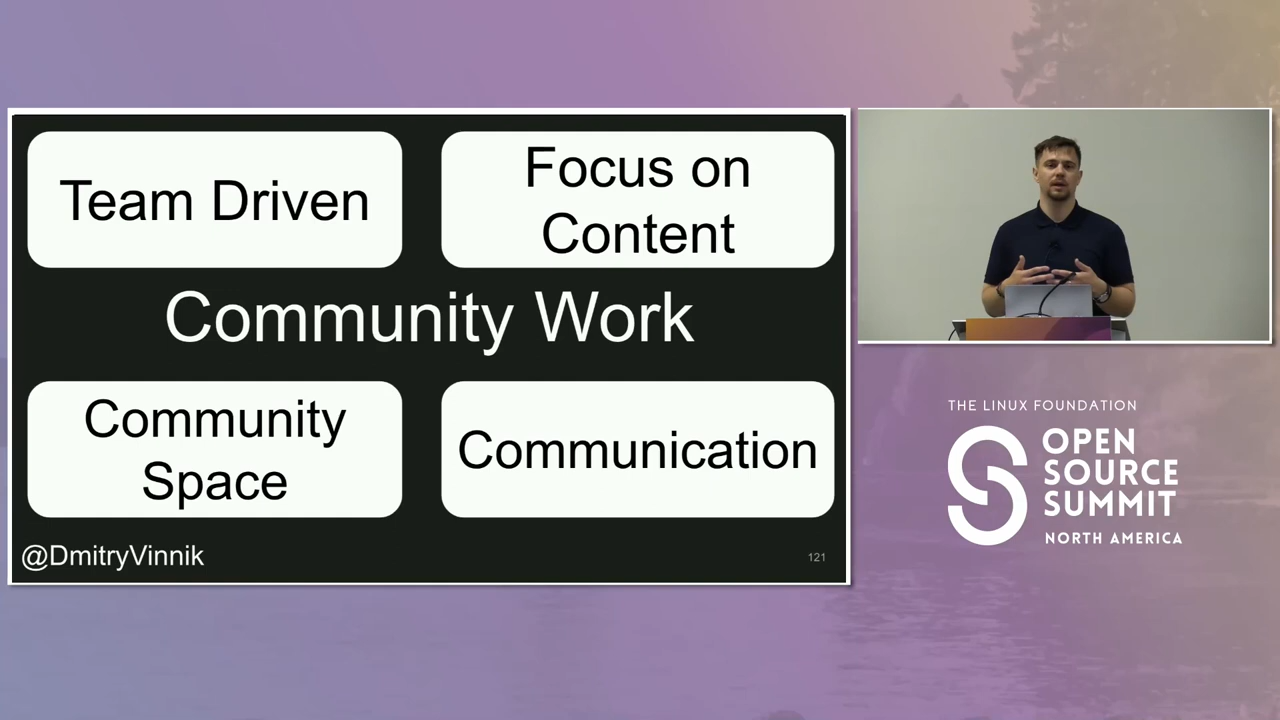 Team Driven
Focus on
Content
Community Work
Community
Space
Communication
@DmitryVinnik
121
THE LINUX FOUNDATION
OPEN
SOURCE
SUMMIT
NORTH AMERICA